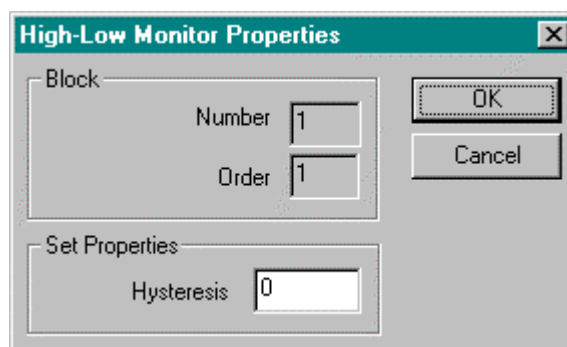 High-Low Monitor Properties
Block
Number 1
Order 1
OK
Cancel
Set Properties
Hysteresis 0